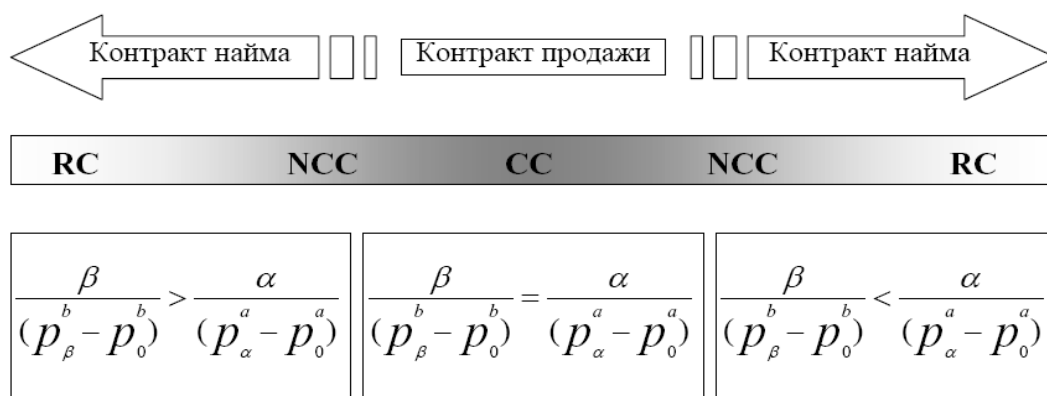 Контракт найма Контракт продажи Контракт найма
RC NCC CC NCC RC
β/(p_β^b − p_0^b) > α/(p_α^a − p_0^a) β/(p_β^b − p_0^b) = α/(p_α^a − p_0^a) β/(p_β^b − p_0^b) < α/(p_α^a − p_0^a)